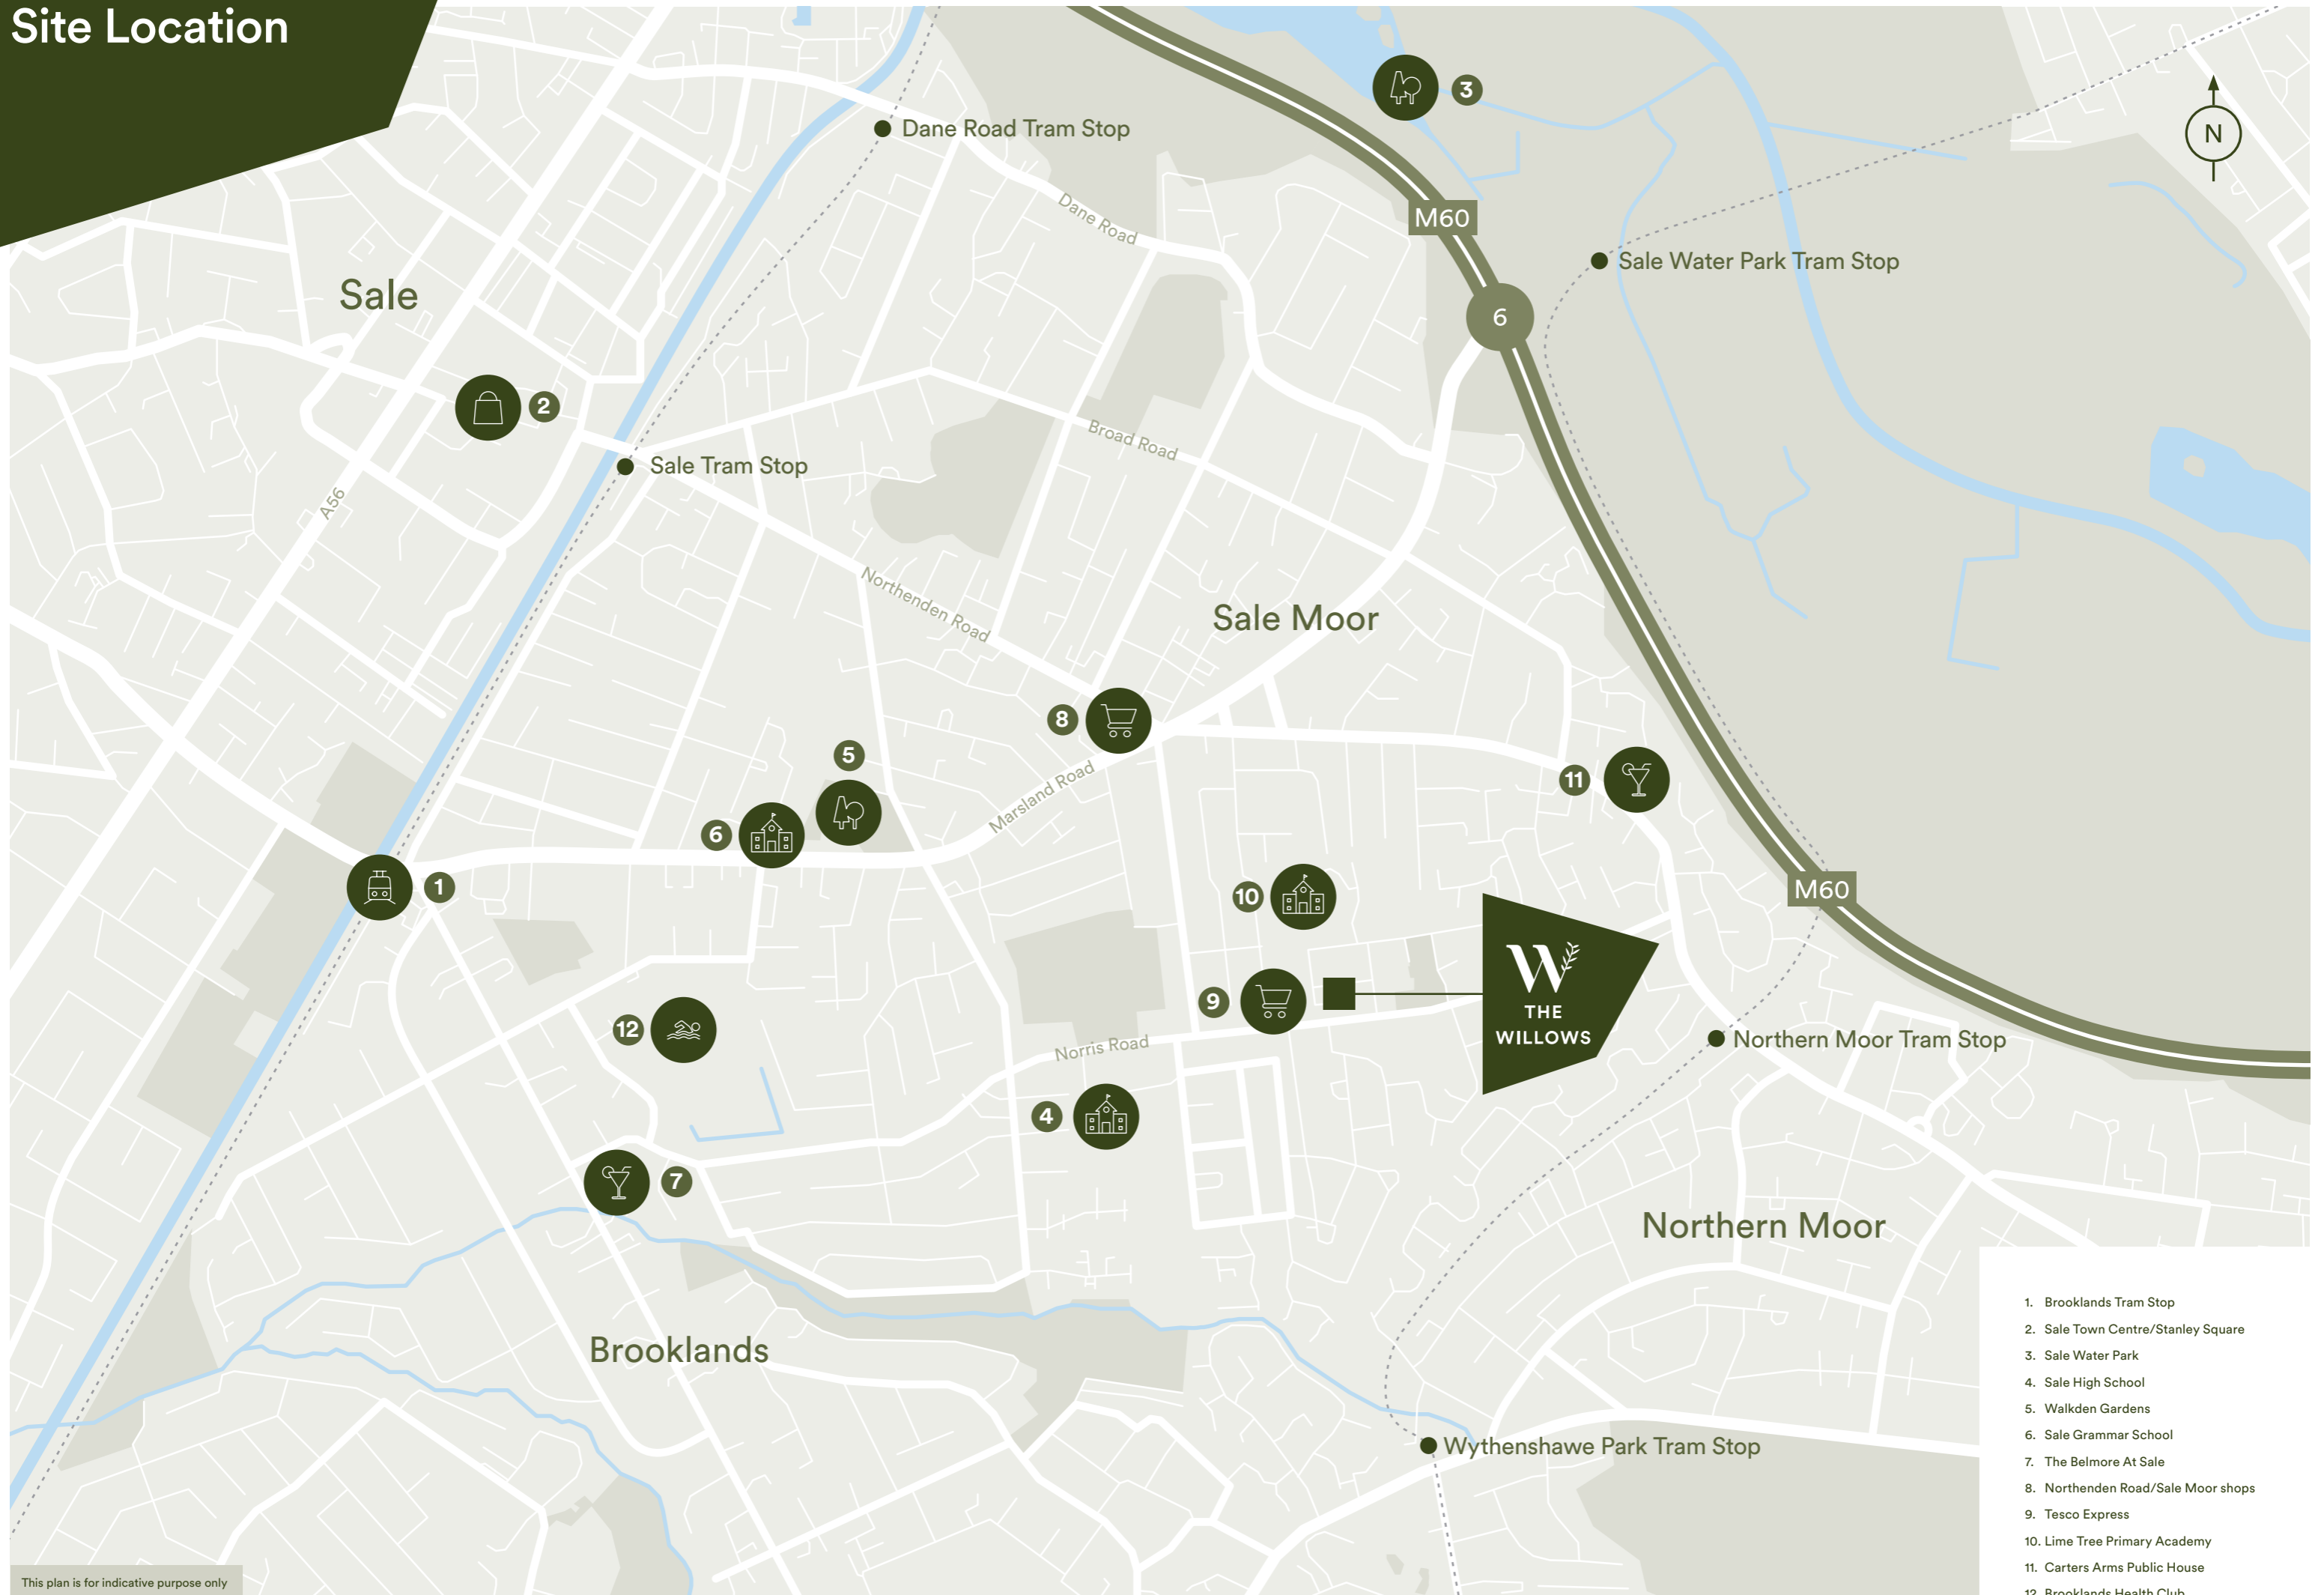 Site Location
N
3
Dane Road Tram Stop
Dane Road
M60
Sale Water Park Tram Stop
Sale
6
2
Broad Road
Sale Tram Stop
A56
Northenden Road
Sale Moor
8
5
Marsland Road
11
6
1
10
M60
9
THE
WILLOWS
12
Norris Road
Northern Moor Tram Stop
4
7
Northern Moor
Brooklands
Wythenshawe Park Tram Stop
1. Brooklands Tram Stop
2. Sale Town Centre/Stanley Square
3. Sale Water Park
4. Sale High School
5. Walkden Gardens
6. Sale Grammar School
7. The Belmore At Sale
8. Northenden Road/Sale Moor shops
9. Tesco Express
10. Lime Tree Primary Academy
11. Carters Arms Public House
12. Brooklands Health Club
This plan is for indicative purpose only